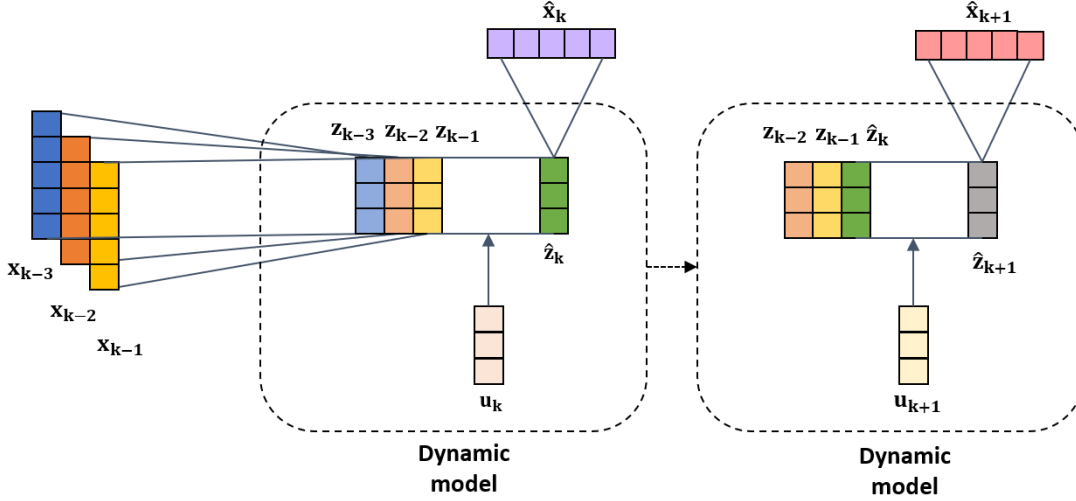 x̂ₖ
x̂ₖ₊₁
zₖ₋₃ zₖ₋₂ zₖ₋₁
zₖ₋₂ zₖ₋₁ ẑₖ
ẑₖ
ẑₖ₊₁
xₖ₋₃
xₖ₋₂
xₖ₋₁
uₖ
uₖ₊₁
Dynamic
model
Dynamic
model